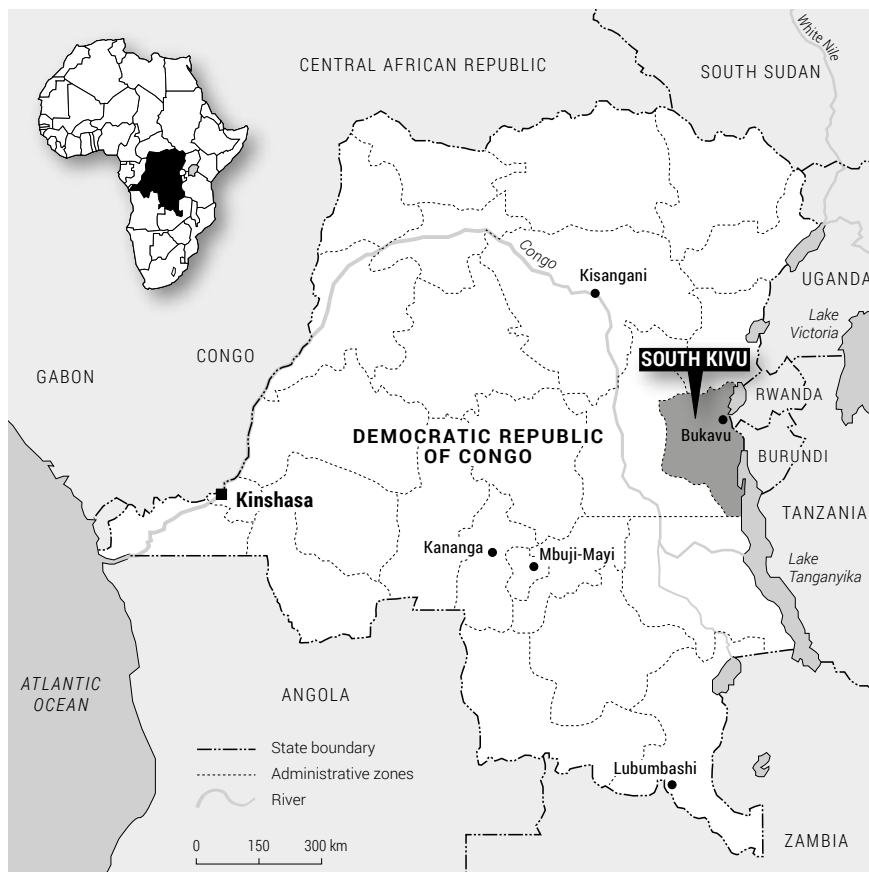 White Nile
CENTRAL AFRICAN REPUBLIC
SOUTH SUDAN
Congo
Kisangani
UGANDA
Lake
Victoria
CONGO
SOUTH KIVU
GABON
RWANDA
DEMOCRATIC REPUBLIC
OF CONGO
Bukavu
BURUNDI
Kinshasa
TANZANIA
Kananga
Mbuji-Mayi
Lake
Tanganyika
ATLANTIC
OCEAN
ANGOLA
State boundary
Administrative zones
River
Lubumbashi
0 150 300 km
ZAMBIA